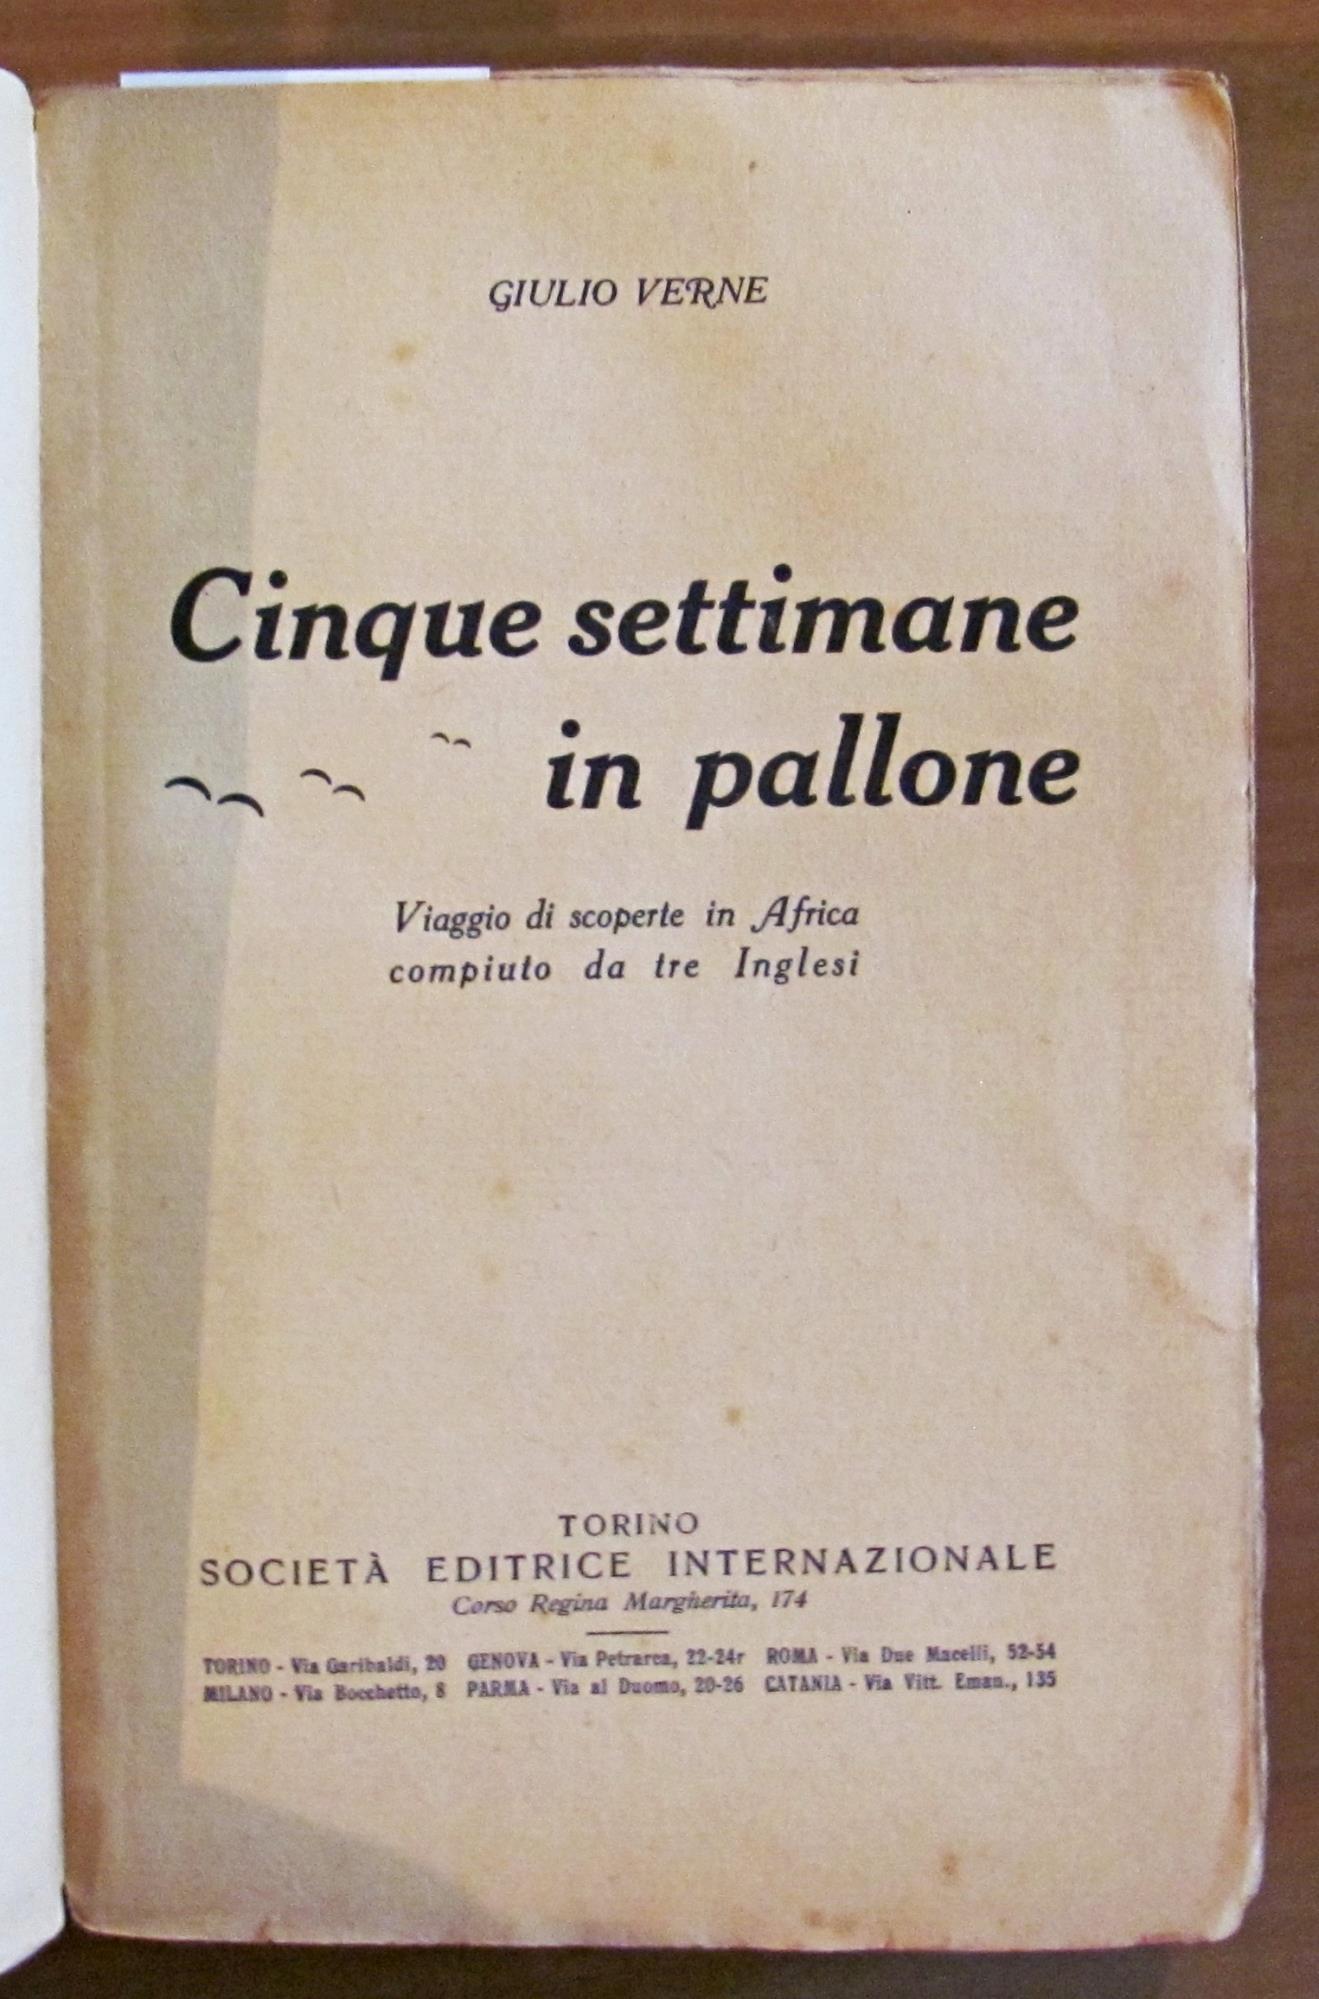 GIULIO VERNE
Cinque settimane
in pallone
Viaggio di scoperte in Africa
compiuto da tre Inglesi
TORINO
SOCIETÀ EDITRICE INTERNAZIONALE
Corso Regina Margherita, 174
TORINO - Via Garibaldi, 20 GENOVA - Via Petrarca, 22-24r ROMA - Via Due Macelli, 52-54
MILANO - Via Bocchetto, 8 PARMA - Via al Duomo, 20-26 CATANIA - Via Vitt. Eman., 135